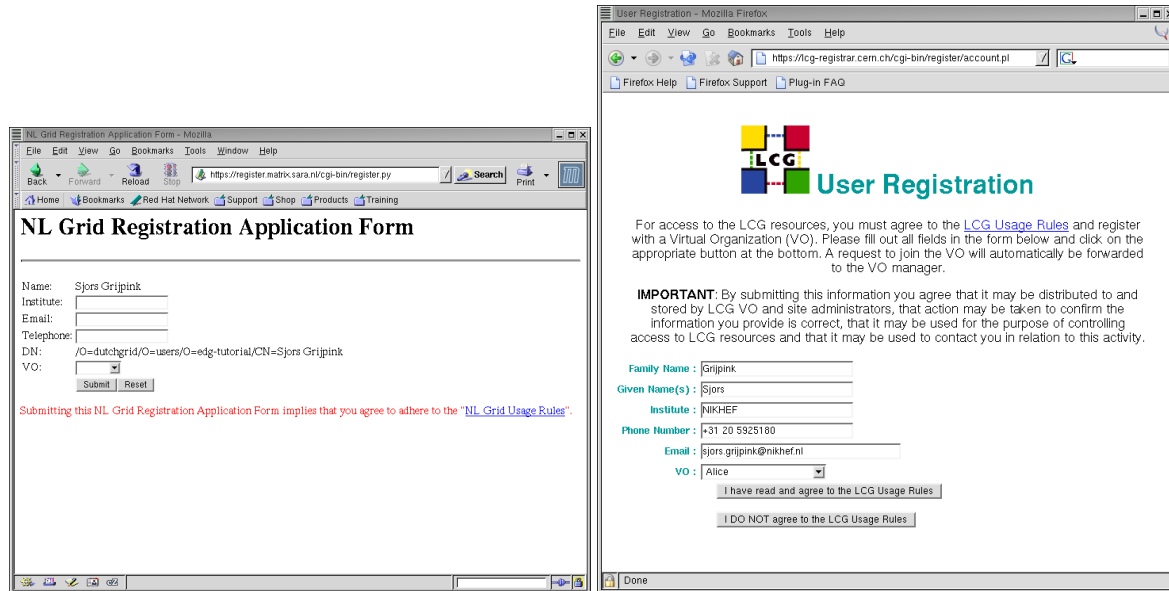 NL Grid Registration Application Form - Mozilla
File Edit View Go Bookmarks Tools Window Help
Back Forward Reload Stop https://register.matrix.sara.nl/cgi-bin/register.py Search Print
Home Bookmarks Red Hat Network Support Shop Products Training
NL Grid Registration Application Form
Name: Sjors Grijpink
Institute:
Email:
Telephone:
DN: /O=dutchgrid/O=users/O=edg-tutorial/CN=Sjors Grijpink
VO:
Submit Reset
Submitting this NL Grid Registration Application Form implies that you agree to adhere to the "NL Grid Usage Rules".
User Registration - Mozilla Firefox
File Edit View Go Bookmarks Tools Help
https://lcg-registrar.cern.ch/cgi-bin/register/account.pl G
Firefox Help Firefox Support Plug-in FAQ
LCG
User Registration
For access to the LCG resources, you must agree to the LCG Usage Rules and register
with a Virtual Organization (VO). Please fill out all fields in the form below and click on the
appropriate button at the bottom. A request to join the VO will automatically be forwarded
to the VO manager.
IMPORTANT: By submitting this information you agree that it may be distributed to and
stored by LCG VO and site administrators, that action may be taken to confirm the
information you provide is correct, that it may be used for the purpose of controlling
access to LCG resources and that it may be used to contact you in relation to this activity.
Family Name : Grijpink
Given Name(s) : Sjors
Institute : NIKHEF
Phone Number : +31 20 5925180
Email : sjors.grijpink@nikhef.nl
VO : Alice
I have read and agree to the LCG Usage Rules
I DO NOT agree to the LCG Usage Rules
Done